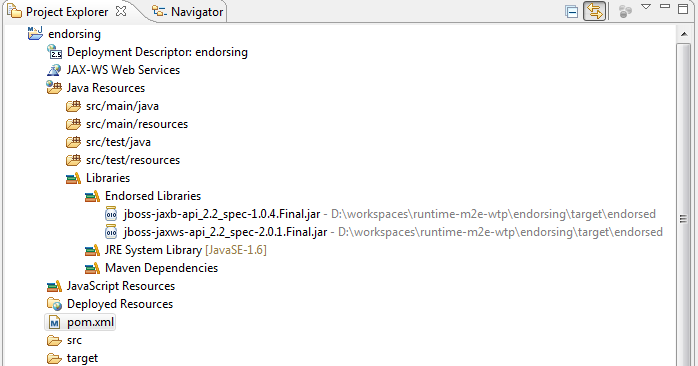 Project Explorer Navigator
endorsing
2.5 Deployment Descriptor: endorsing
JAX-WS Web Services
Java Resources
src/main/java
src/main/resources
src/test/java
src/test/resources
Libraries
Endorsed Libraries
jboss-jaxb-api_2.2_spec-1.0.4.Final.jar - D:\workspaces\runtime-m2e-wtp\endorsing\target\endorsed
jboss-jaxws-api_2.2_spec-2.0.1.Final.jar - D:\workspaces\runtime-m2e-wtp\endorsing\target\endorsed
JRE System Library [JavaSE-1.6]
Maven Dependencies
JavaScript Resources
Deployed Resources
M pom.xml
src
target